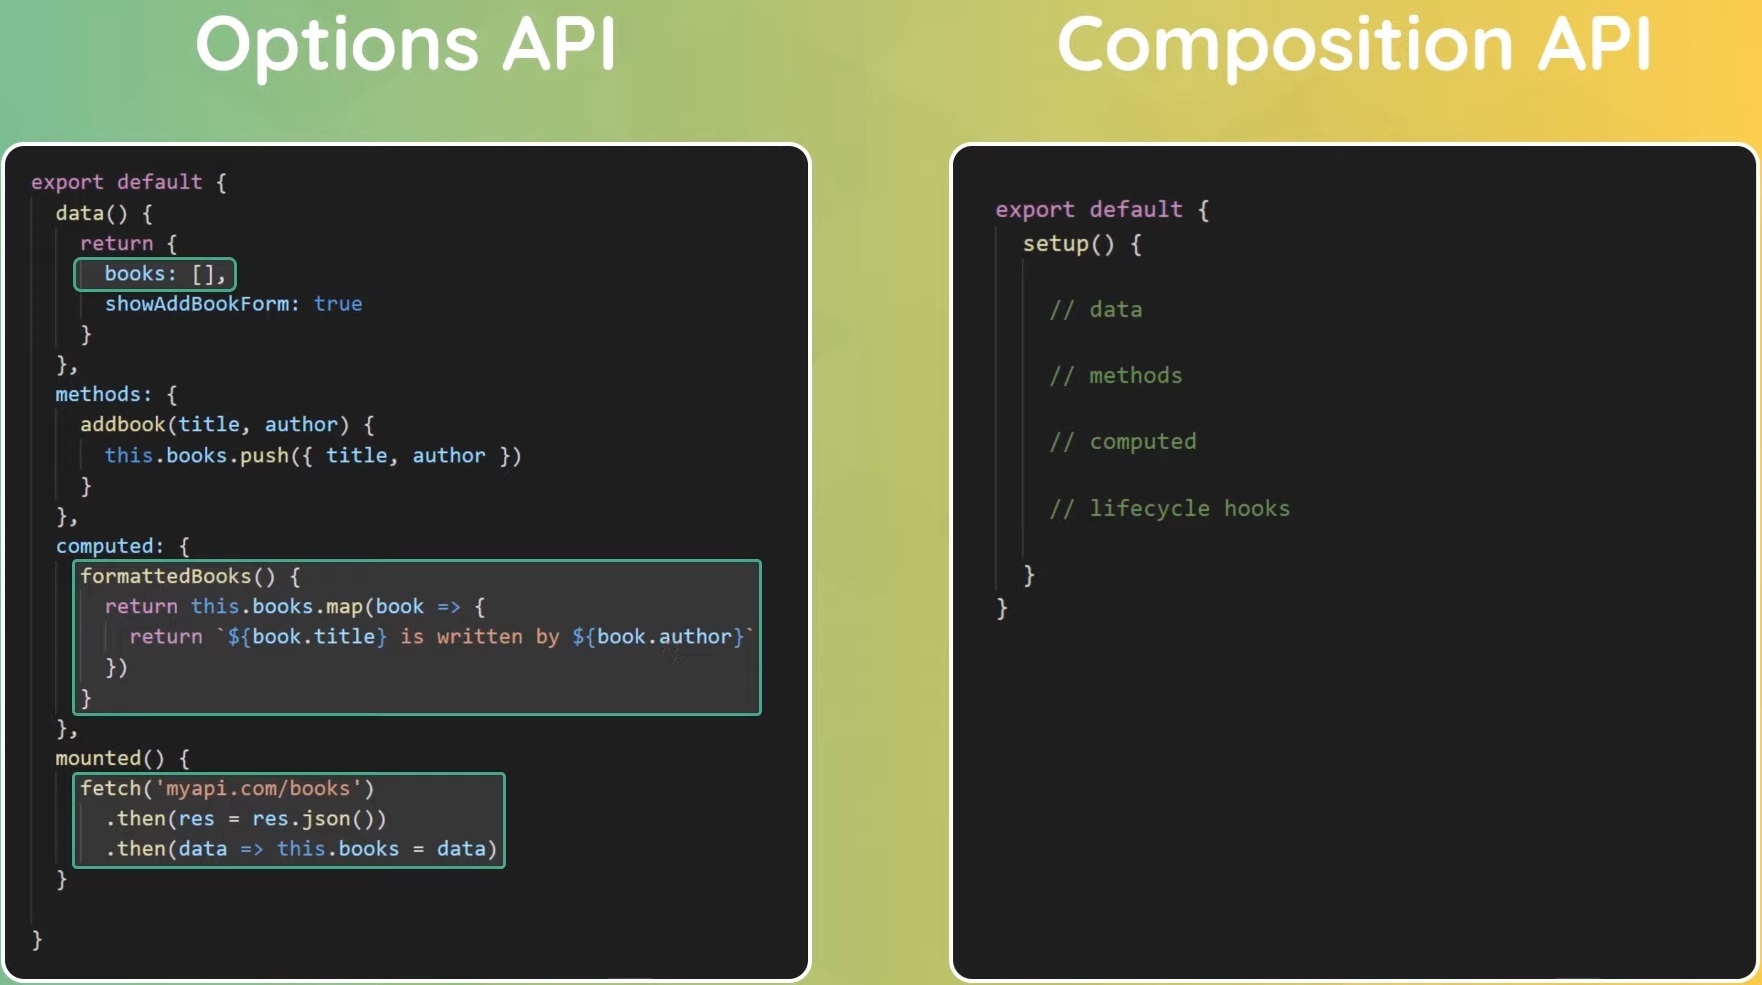 Options API
export default {
data() {
return {
books: [],
showAddBookForm: true
}
},
methods: {
addbook(title, author) {
this.books.push({ title, author })
}
},
computed: {
formattedBooks() {
return this.books.map(book => {
return `${book.title} is written by ${book.author}`
})
}
},
mounted() {
fetch('myapi.com/books')
.then(res = res.json())
.then(data => this.books = data)
}
}
Composition API
export default {
setup() {
// data
// methods
// computed
// lifecycle hooks
}
}